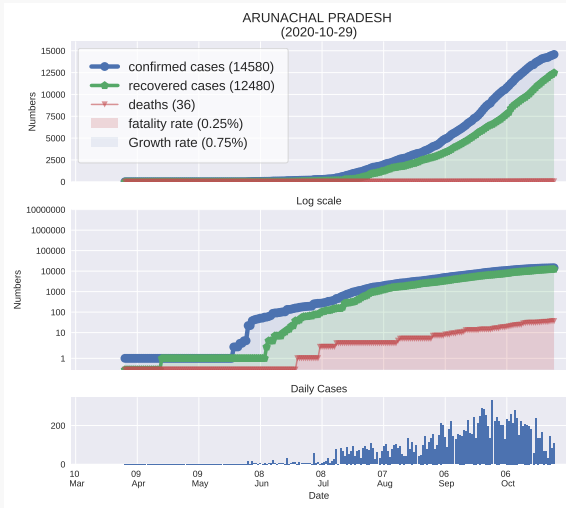 ARUNACHAL PRADESH
(2020-10-29)
Numbers
15000
12500
10000
7500
5000
2500
0
confirmed cases (14580)
recovered cases (12480)
deaths (36)
fatality rate (0.25%)
Growth rate (0.75%)
Log scale
Numbers
10000000
1000000
100000
10000
1000
100
10
1
Daily Cases
200
0
10 09 09 08 08 07 06 06
Mar Apr May Jun Jul Aug Sep Oct
Date